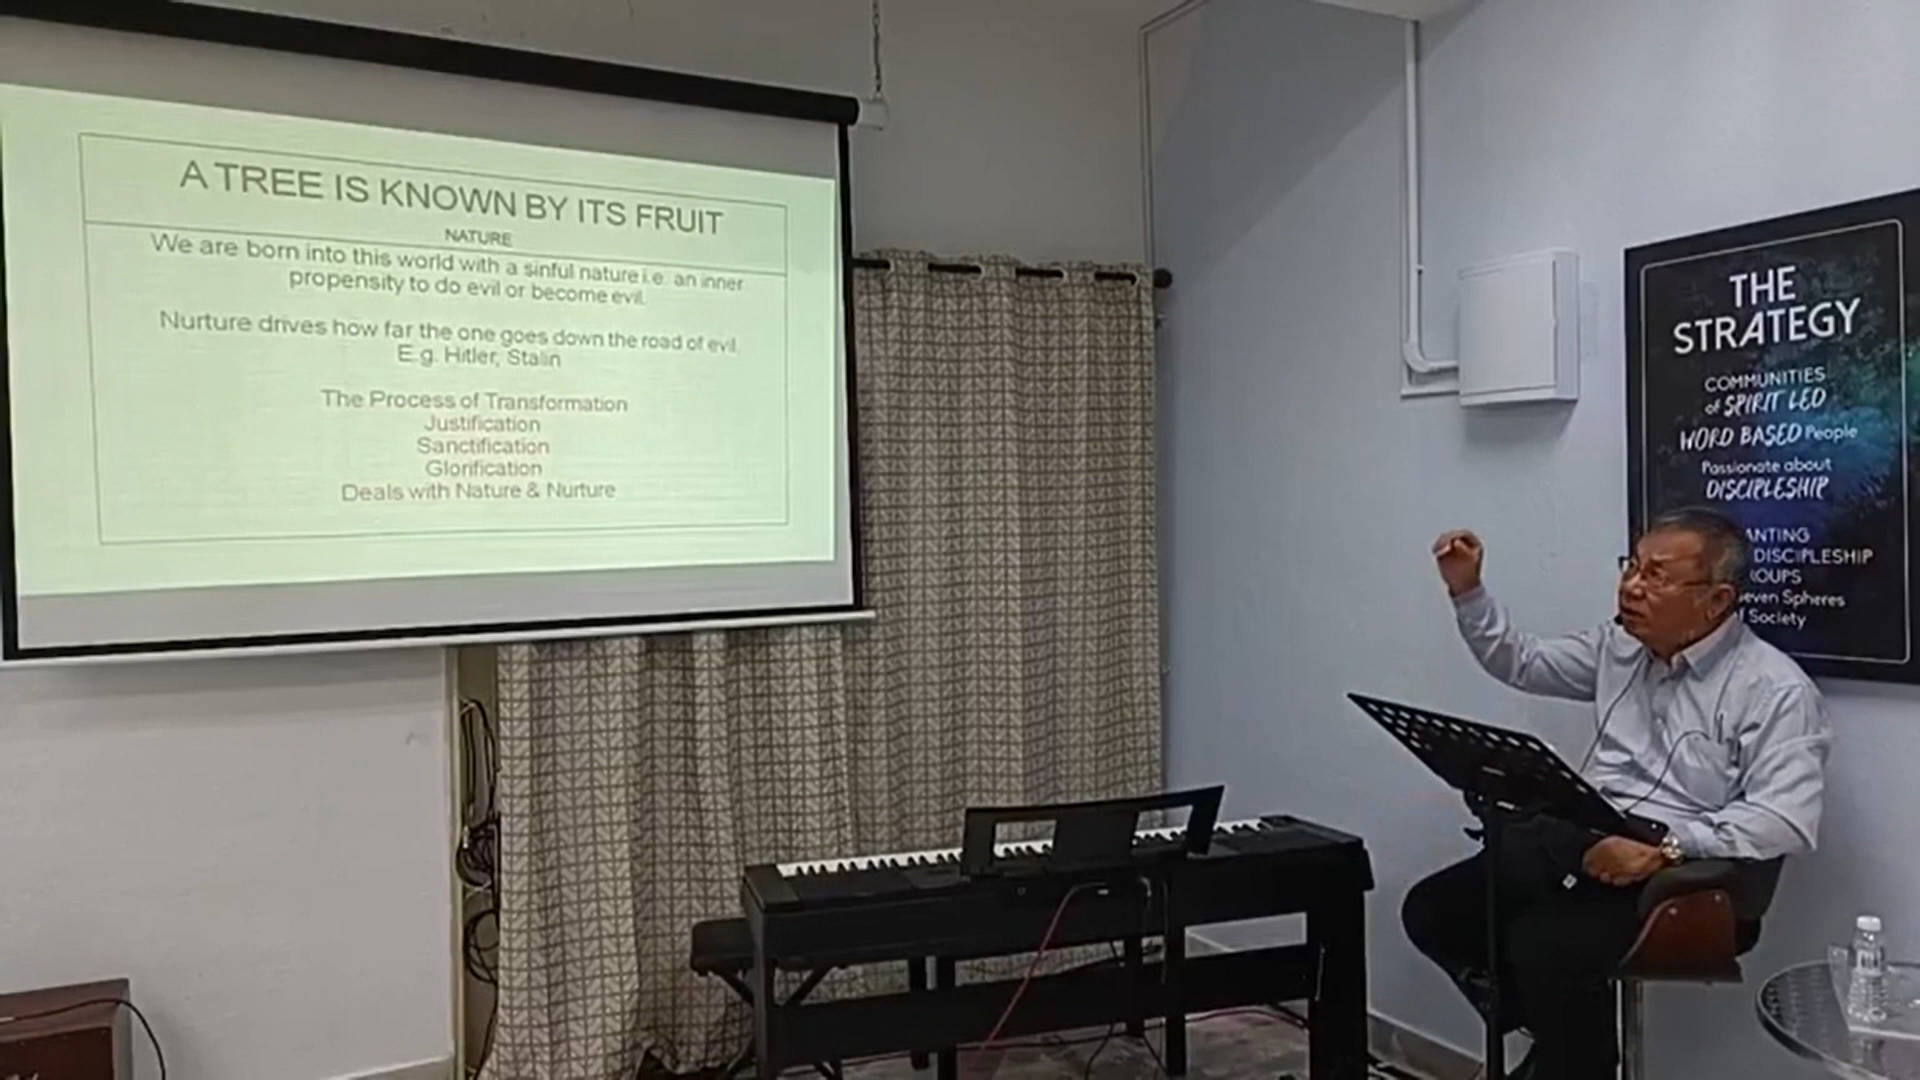 A TREE IS KNOWN BY ITS FRUIT
NATURE
We are born into this world with a sinful nature i.e. an inner
propensity to do evil or become evil.
Nurture drives how far the one goes down the road of evil.
E.g. Hitler, Stalin
The Process of Transformation
Justification
Sanctification
Glorification
Deals with Nature & Nurture
THE
STRATEGY
COMMUNITIES
of SPIRIT LED
WORD BASED People
Passionate about
DISCIPLESHIP
ANTING
DISCIPLESHIP
OUPS
even Spheres
f Society